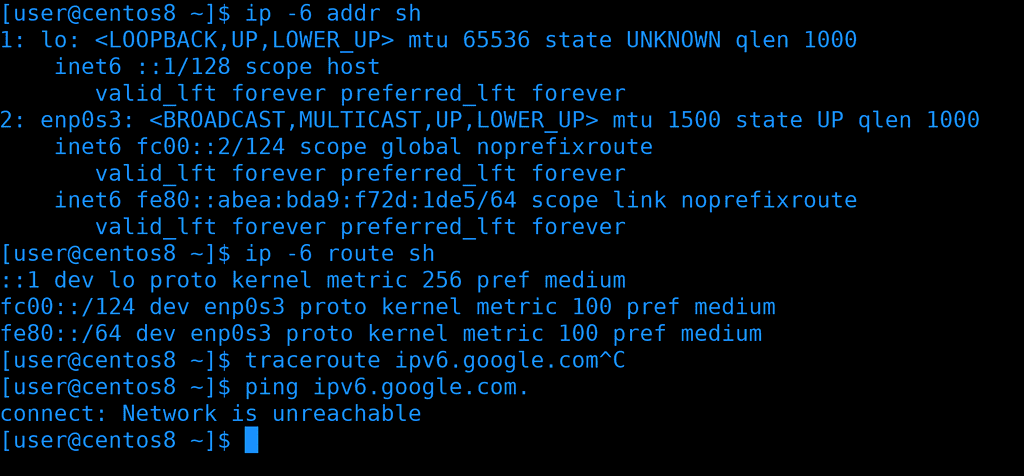 [user@centos8 ~]$ ip -6 addr sh
1: lo: <LOOPBACK,UP,LOWER_UP> mtu 65536 state UNKNOWN qlen 1000
    inet6 ::1/128 scope host
       valid_lft forever preferred_lft forever
2: enp0s3: <BROADCAST,MULTICAST,UP,LOWER_UP> mtu 1500 state UP qlen 1000
    inet6 fc00::2/124 scope global noprefixroute
       valid_lft forever preferred_lft forever
    inet6 fe80::abea:bda9:f72d:1de5/64 scope link noprefixroute
       valid_lft forever preferred_lft forever
[user@centos8 ~]$ ip -6 route sh
::1 dev lo proto kernel metric 256 pref medium
fc00::/124 dev enp0s3 proto kernel metric 100 pref medium
fe80::/64 dev enp0s3 proto kernel metric 100 pref medium
[user@centos8 ~]$ traceroute ipv6.google.com^C
[user@centos8 ~]$ ping ipv6.google.com.
connect: Network is unreachable
[user@centos8 ~]$